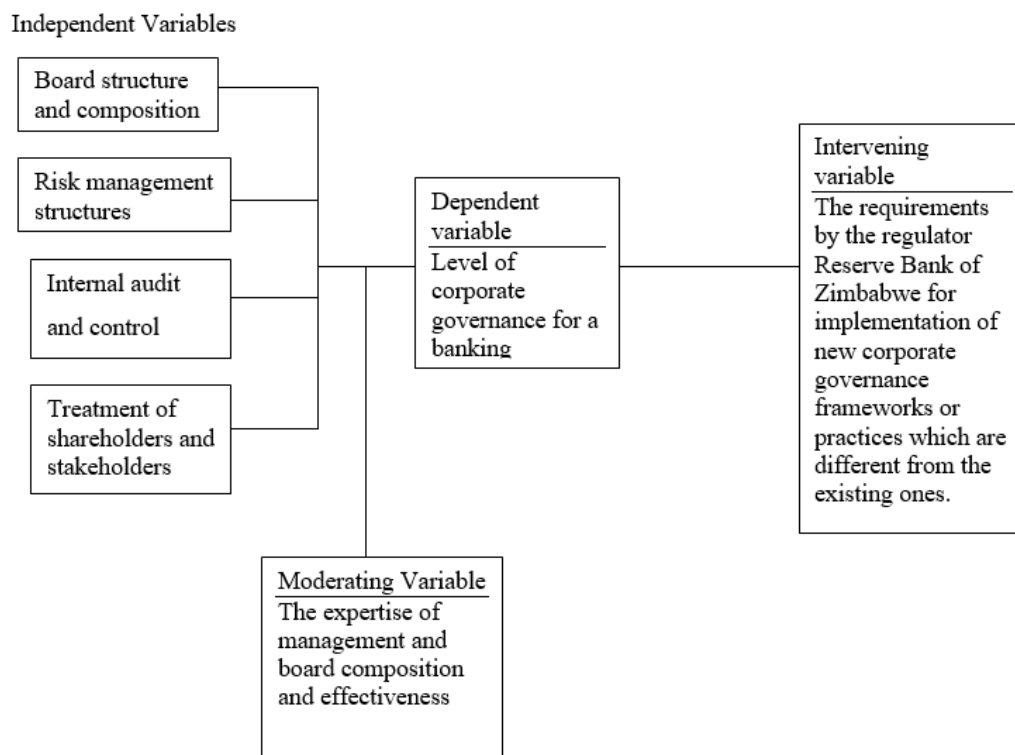 Independent Variables
Board structure
and composition
Risk management
structures
Internal audit
and control
Treatment of
shareholders and
stakeholders
Dependent
variable
Level of
corporate
governance for a
banking
Intervening
variable
The requirements
by the regulator
Reserve Bank of
Zimbabwe for
implementation of
new corporate
governance
frameworks or
practices which are
different from the
existing ones.
Moderating Variable
The expertise of
management and
board composition
and effectiveness